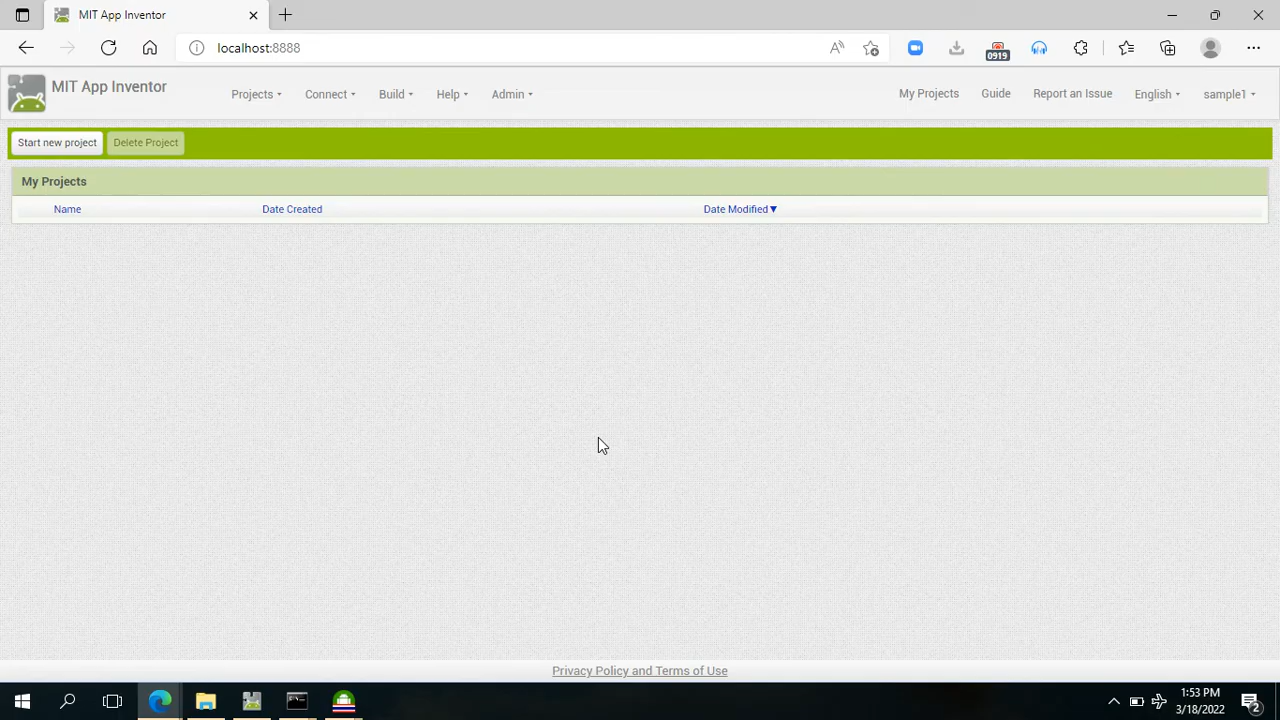 MIT App Inventor
localhost:8888
0919
MIT App Inventor
Projects
Connect
Build
Help
Admin
My Projects
Guide
Report an Issue
English
sample1
Start new project
Delete Project
My Projects
Name
Date Created
Date Modified▼
Privacy Policy and Terms of Use
1:53 PM
3/18/2022
2